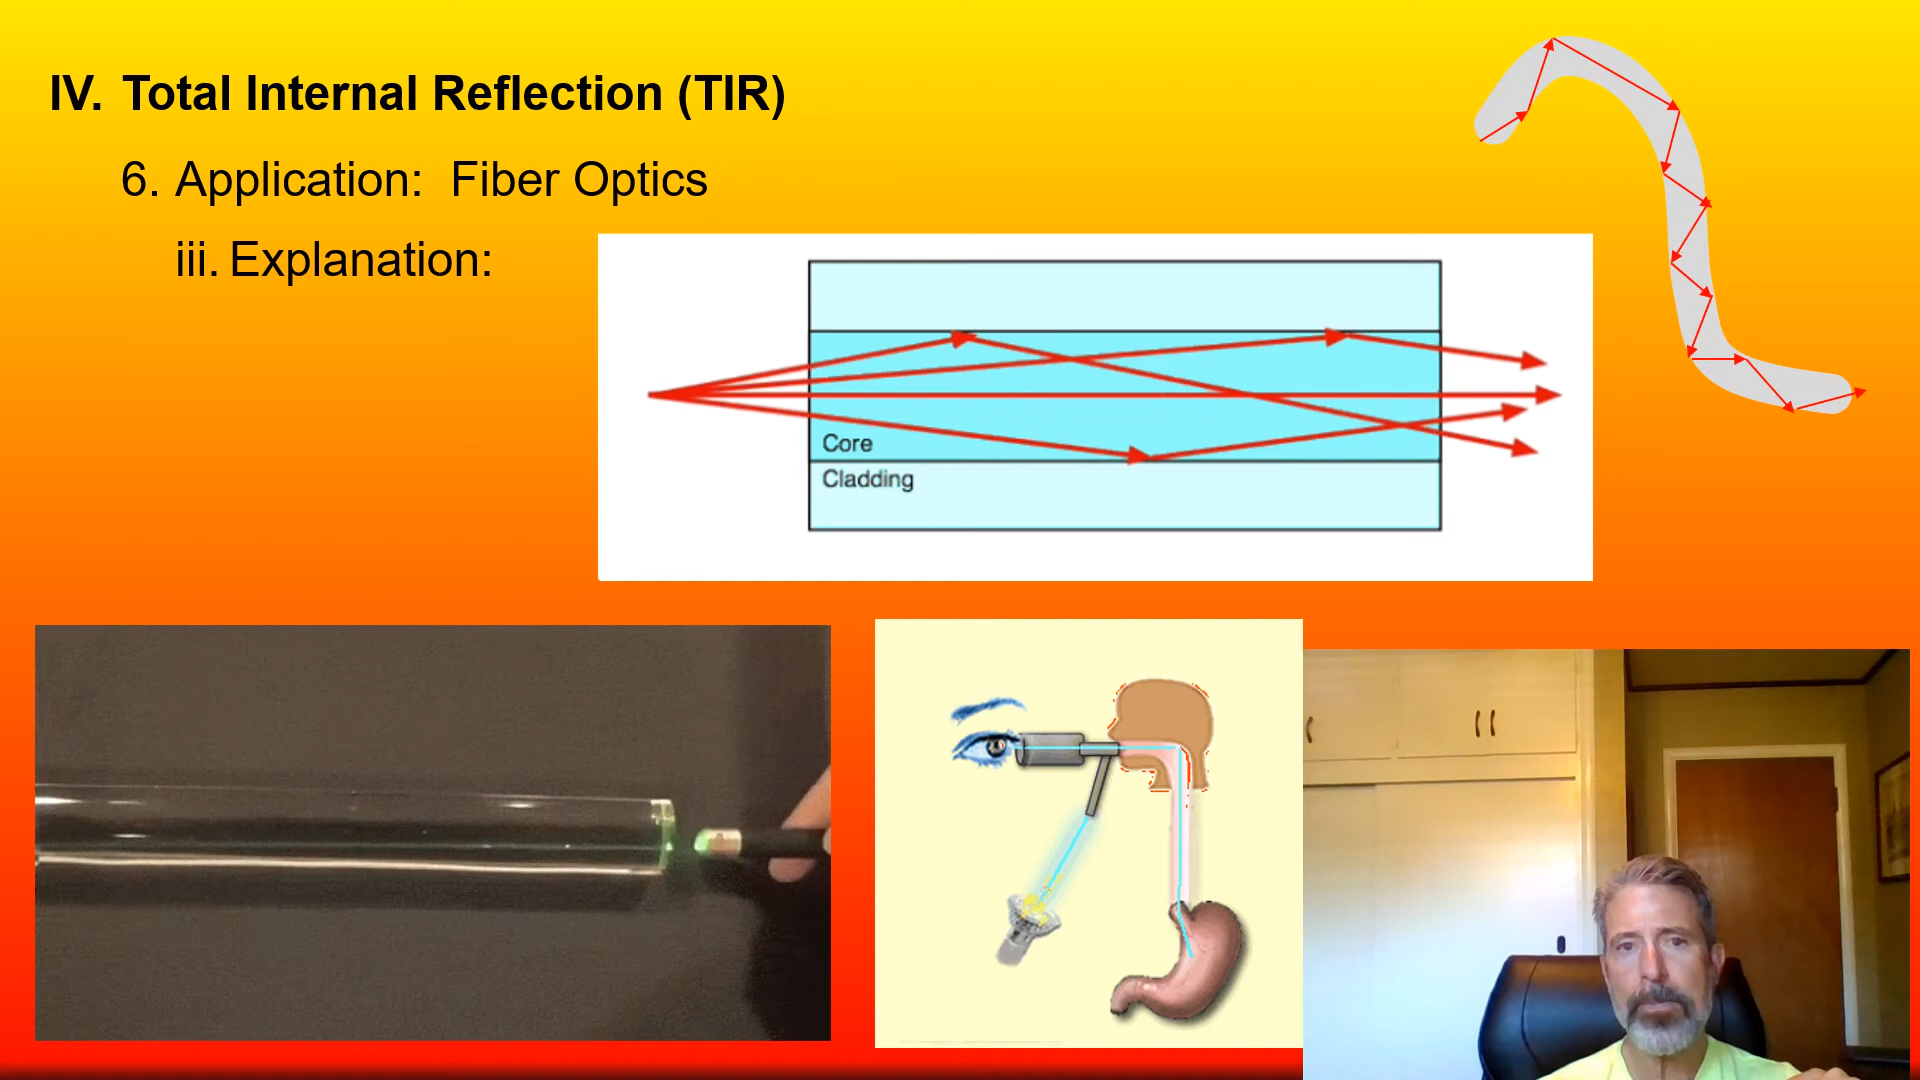 IV. Total Internal Reflection (TIR)
6. Application: Fiber Optics
iii. Explanation:
Core
Cladding